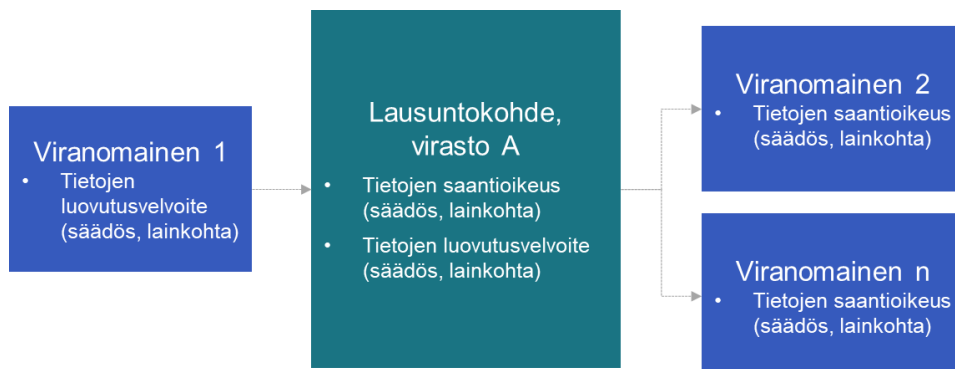 Viranomainen 1
• Tietojen
luovutusvelvoite
(säädös, lainkohta)
Lausuntokohde,
virasto A
• Tietojen saantioikeus
(säädös, lainkohta)
• Tietojen luovutusvelvoite
(säädös, lainkohta)
Viranomainen 2
• Tietojen saantioikeus
(säädös, lainkohta)
Viranomainen n
• Tietojen saantioikeus
(säädös, lainkohta)